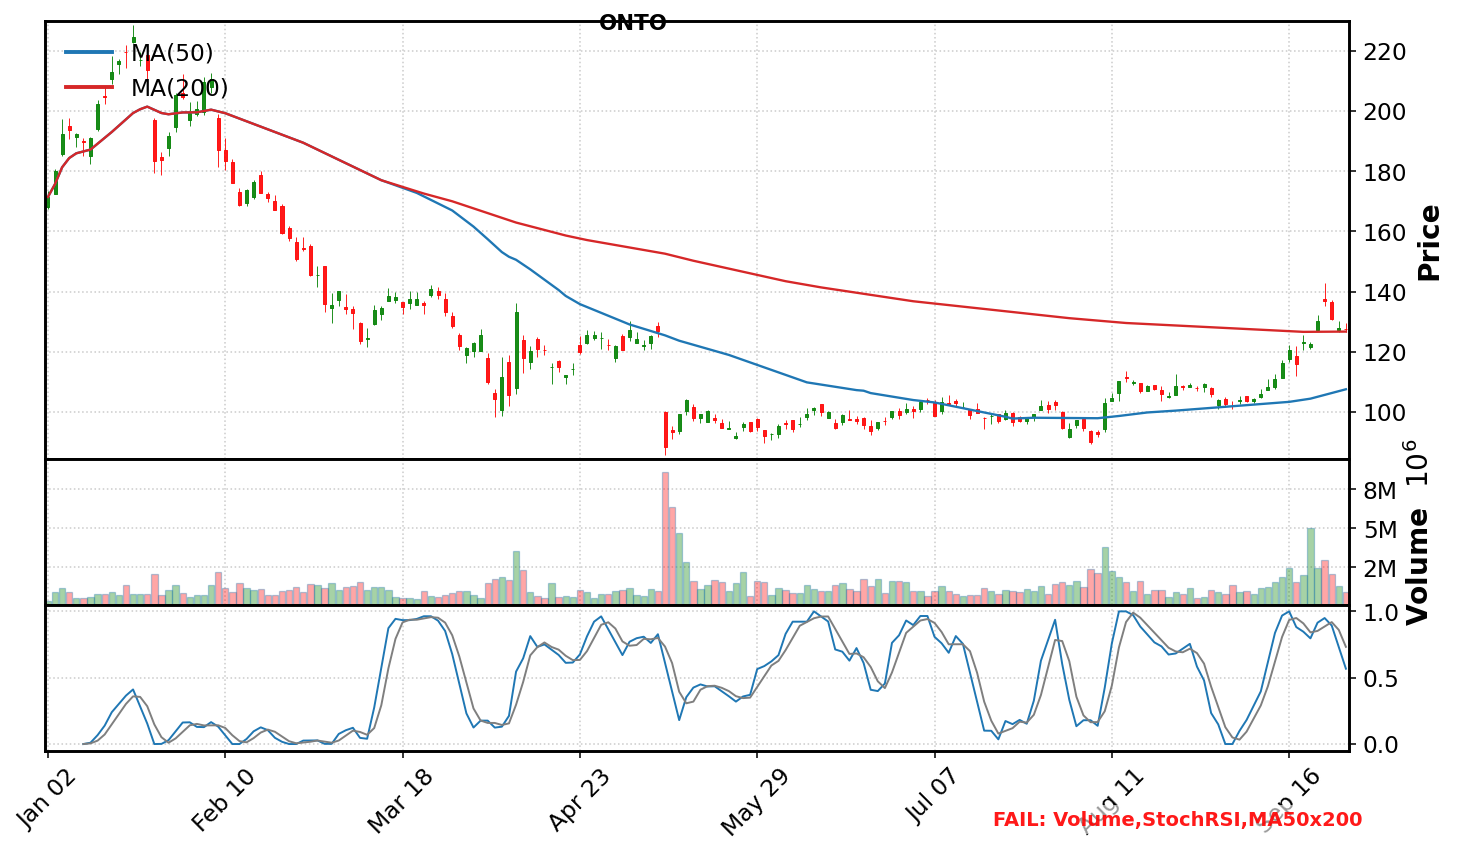 ONTO
MA(50)
MA(200)
220
200
180
160
140
120
100
Price
8M
5M
2M
Volume 10^6
1.0
0.5
0.0
Jan 02
Feb 10
Mar 18
Apr 23
May 29
Jul 07
Aug 11
Sep 16
FAIL: Volume,StochRSI,MA50x200